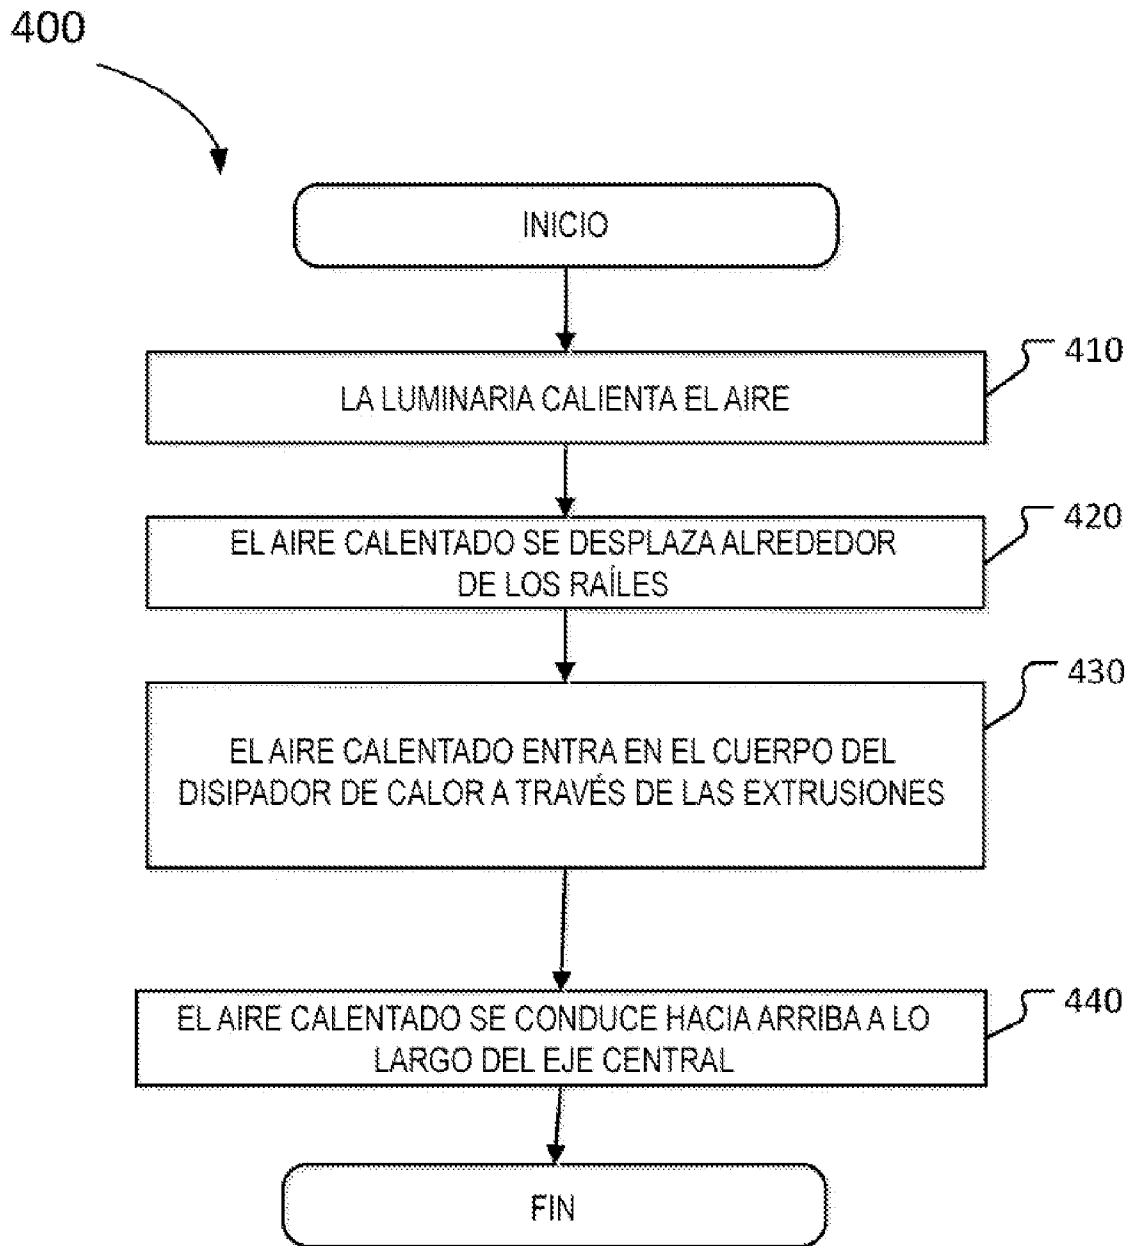 400
INICIO
410
LA LUMINARIA CALIENTA EL AIRE
420
EL AIRE CALENTADO SE DESPLAZA ALREDEDOR
DE LOS RAÍLES
430
EL AIRE CALENTADO ENTRA EN EL CUERPO DEL
DISIPADOR DE CALOR A TRAVÉS DE LAS EXTRUSIONES
440
EL AIRE CALENTADO SE CONDUCE HACIA ARRIBA A LO
LARGO DEL EJE CENTRAL
FIN